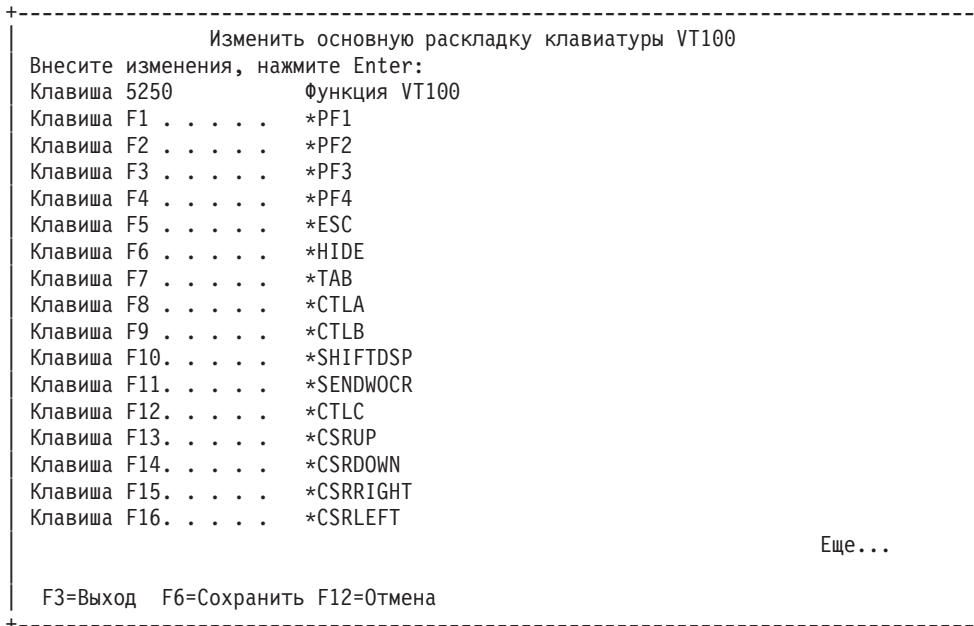 Изменить основную раскладку клавиатуры VT100
Внесите изменения, нажмите Enter:
Клавиша 5250 Функция VT100
Клавиша F1 . . . . . *PF1
Клавиша F2 . . . . . *PF2
Клавиша F3 . . . . . *PF3
Клавиша F4 . . . . . *PF4
Клавиша F5 . . . . . *ESC
Клавиша F6 . . . . . *HIDE
Клавиша F7 . . . . . *TAB
Клавиша F8 . . . . . *CTLA
Клавиша F9 . . . . . *CTLB
Клавиша F10. . . . . *SHIFTDSP
Клавиша F11. . . . . *SENDWOCR
Клавиша F12. . . . . *CTLC
Клавиша F13. . . . . *CSRUP
Клавиша F14. . . . . *CSRDOWN
Клавиша F15. . . . . *CSRRIGHT
Клавиша F16. . . . . *CSRLEFT
Еще...
F3=Выход F6=Сохранить F12=Отмена